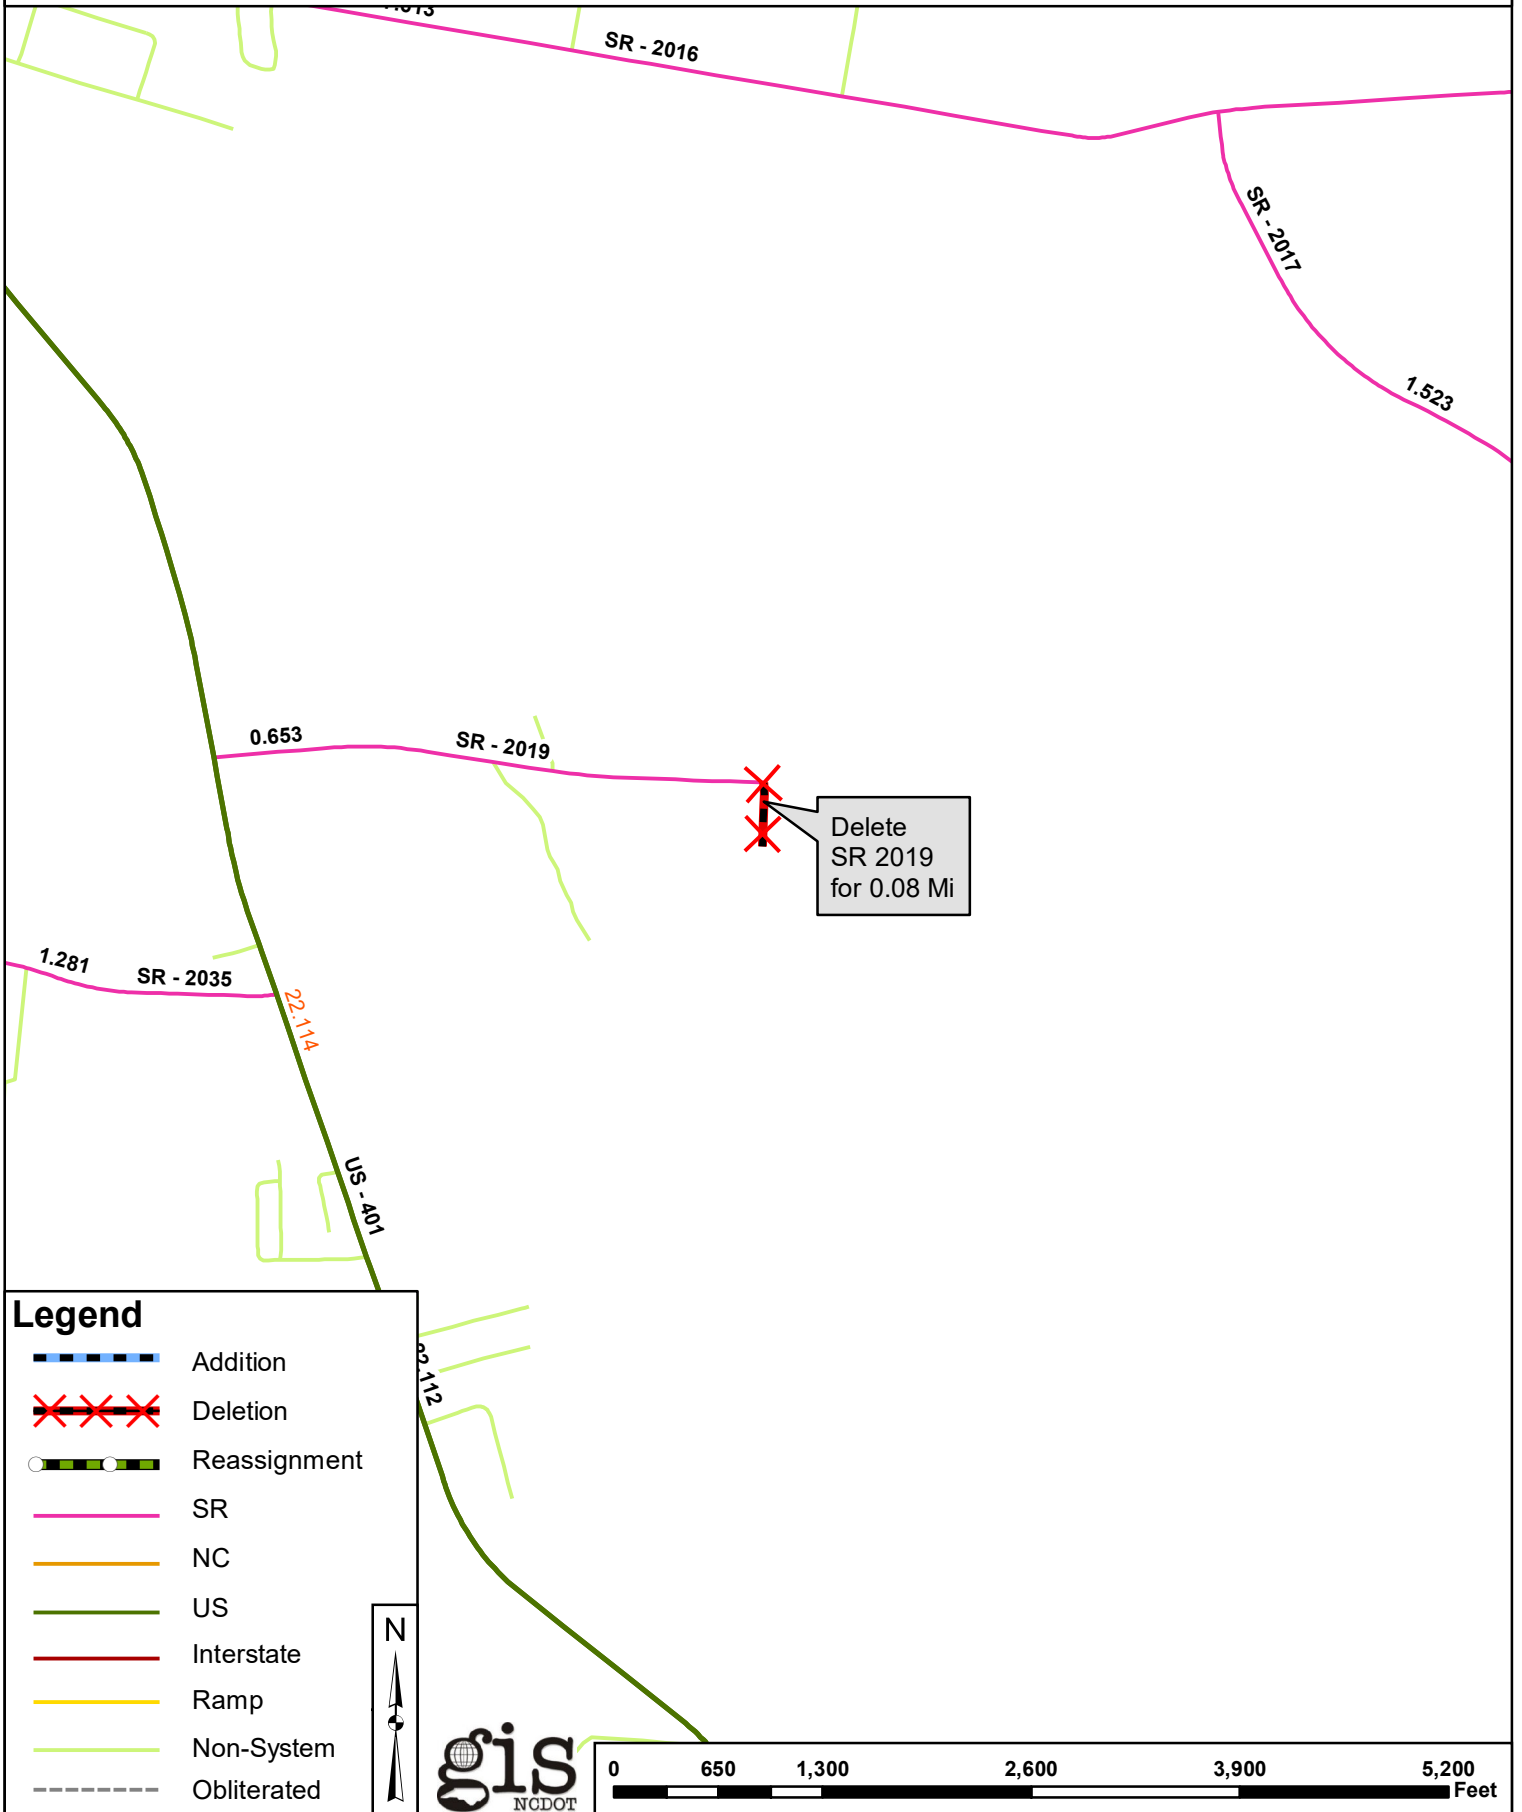 SR - 2016
SR - 2017
1.523
0.653
SR - 2019
Delete
SR 2019
for 0.08 Mi
1.281
SR - 2035
22.114
US - 401
Legend
Addition
Deletion
Reassignment
SR
NC
US
Interstate
Ramp
Non-System
Obliterated
N
gis
NCDOT
0 650 1,300 2,600 3,900 5,200
Feet